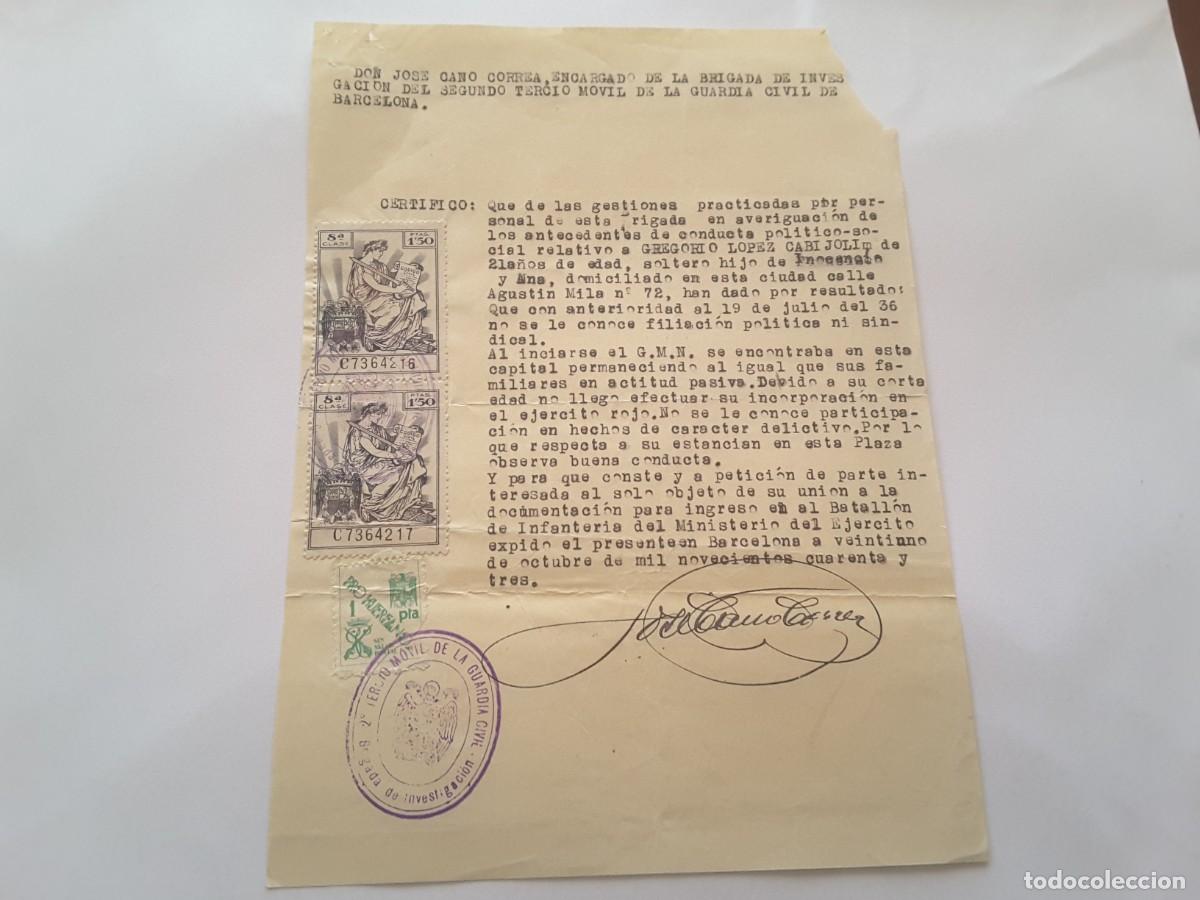 DON JOSE CANO CORREA, ENCARGADO DE LA BRIGADA DE INVES
GACION DEL SEGUNDO TERCIO MOVIL DE LA GUARDIA CIVIL DE
BARCELONA.
CERTIFICO: Que de las gestiones practicadas por per-
sonal de esta rigada en averiguación de
los antecedentes de conducta politico-so-
cial relativo a GREGORIO LOPEZ CABIJOLIm de
21años de edad, soltero hijo de Inocencio
y Ana, domiciliado en esta ciudad calle
Agustin Mila nº 72, han dado por resultado:
Que con anterioridad al 19 de julio del 36
no se le conoce filiación politica ni sin-
dical.
Al inciarse el G.M.N. se encontraba en esta
capital permaneciendo al igual que sus fa-
miliares en actitud pasiva.Debido a su corta
edad no llego efectuar su incorporación en
el ejercito rojo.No se le conoce participa-
ción en hechos de caracter delictivo.Por lo
que respecta a su estancian en esta Plaza
observa buena conducta.
Y para que conste y a petición de parte in-
teresada al solo objeto de su union a la
documentación para ingreso en al Batallón
de Infanteria del Ministerio del Ejercito
expido el presenteen Barcelona a veintiuno
de octubre de mil novecientos cuarenta y
tres.
José Cano Correa
8ª CLASE PTAS. 1'50
C7364216
8ª CLASE PTAS. 1'50
C7364217
PRO HUERFANOS
1 pta
2º TERCIO MOVIL DE LA GUARDIA CIVIL
Brigada de investigación
todocoleccion